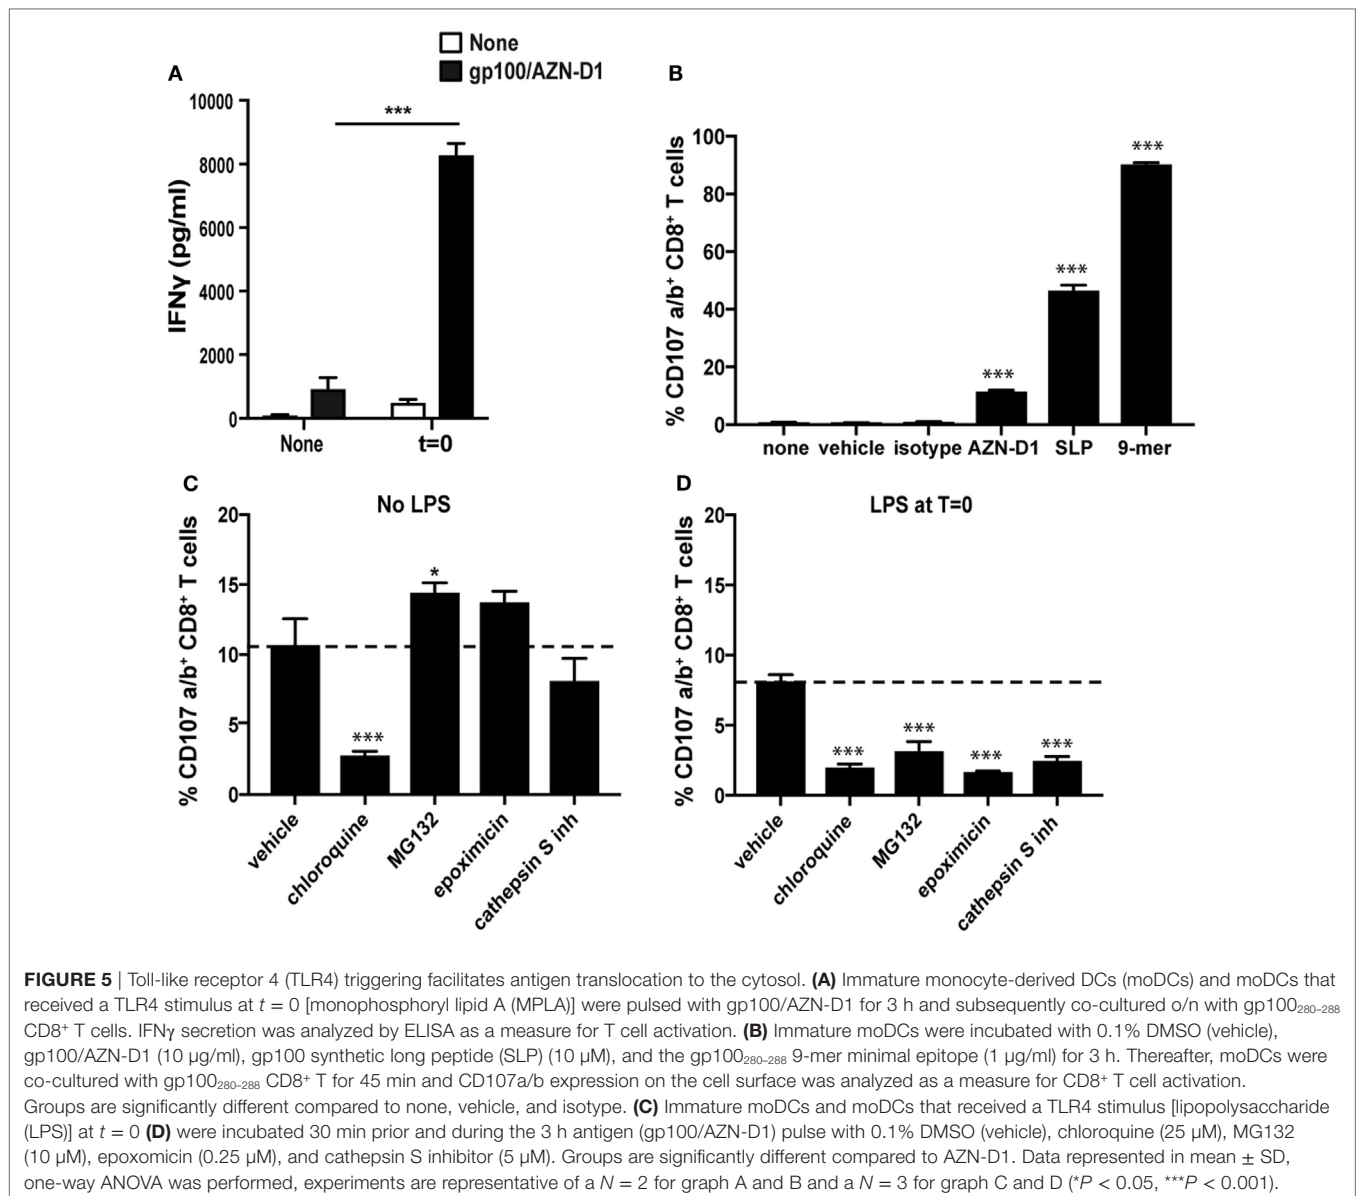 None
gp100/AZN-D1
A
***
10000
8000
6000
4000
2000
0
IFNγ (pg/ml)
None t=0
B
100
80
60
40
20
0
% CD107 a/b⁺ CD8⁺ T cells
***
***
***
none vehicle isotype AZN-D1 SLP 9-mer
C
No LPS
20
15
10
5
0
% CD107 a/b⁺ CD8⁺ T cells
***
*
vehicle
chloroquine
MG132
epoximicin
cathepsin S inh
D
LPS at T=0
20
15
10
5
0
% CD107 a/b⁺ CD8⁺ T cells
***
***
***
***
vehicle
chloroquine
MG132
epoximicin
cathepsin S inh
FIGURE 5 | Toll-like receptor 4 (TLR4) triggering facilitates antigen translocation to the cytosol. (A) Immature monocyte-derived DCs (moDCs) and moDCs that
received a TLR4 stimulus at t = 0 [monophosphoryl lipid A (MPLA)] were pulsed with gp100/AZN-D1 for 3 h and subsequently co-cultured o/n with gp100₂₈₀₋₂₈₈
CD8⁺ T cells. IFNγ secretion was analyzed by ELISA as a measure for T cell activation. (B) Immature moDCs were incubated with 0.1% DMSO (vehicle),
gp100/AZN-D1 (10 μg/ml), gp100 synthetic long peptide (SLP) (10 μM), and the gp100₂₈₀₋₂₈₈ 9-mer minimal epitope (1 μg/ml) for 3 h. Thereafter, moDCs were
co-cultured with gp100₂₈₀₋₂₈₈ CD8⁺ T for 45 min and CD107a/b expression on the cell surface was analyzed as a measure for CD8⁺ T cell activation.
Groups are significantly different compared to none, vehicle, and isotype. (C) Immature moDCs and moDCs that received a TLR4 stimulus [lipopolysaccharide
(LPS)] at t = 0 (D) were incubated 30 min prior and during the 3 h antigen (gp100/AZN-D1) pulse with 0.1% DMSO (vehicle), chloroquine (25 μM), MG132
(10 μM), epoxomicin (0.25 μM), and cathepsin S inhibitor (5 μM). Groups are significantly different compared to AZN-D1. Data represented in mean ± SD,
one-way ANOVA was performed, experiments are representative of a N = 2 for graph A and B and a N = 3 for graph C and D (*P < 0.05, ***P < 0.001).